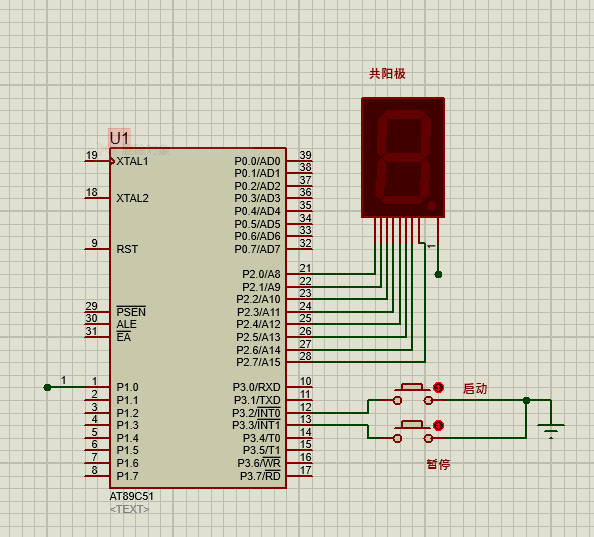 共阳极
U1
19 XTAL1
18 XTAL2
9 RST
29 PSEN
30 ALE
31 EA
1 1 P1.0
2 P1.1
3 P1.2
4 P1.3
5 P1.4
6 P1.5
7 P1.6
8 P1.7
P0.0/AD0 39
P0.1/AD1 38
P0.2/AD2 37
P0.3/AD3 36
P0.4/AD4 35
P0.5/AD5 34
P0.6/AD6 33
P0.7/AD7 32
P2.0/A8 21
P2.1/A9 22
P2.2/A10 23
P2.3/A11 24
P2.4/A12 25
P2.5/A13 26
P2.6/A14 27
P2.7/A15 28
P3.0/RXD 10
P3.1/TXD 11
P3.2/INT0 12
P3.3/INT1 13
P3.4/T0 14
P3.5/T1 15
P3.6/WR 16
P3.7/RD 17
1
启动
暂停
AT89C51
<TEXT>